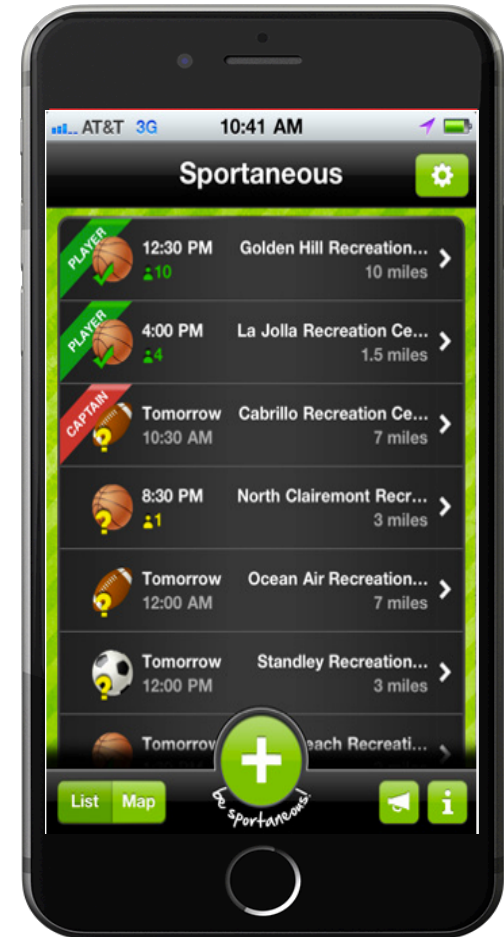 AT&T 3G 10:41 AM
Sportaneous
PLAYER
12:30 PM Golden Hill Recreation...
10 10 miles
PLAYER
4:00 PM La Jolla Recreation Ce...
4 1.5 miles
CAPTAIN
Tomorrow Cabrillo Recreation Ce...
? 10:30 AM 7 miles
8:30 PM North Clairemont Recr...
? 1 3 miles
Tomorrow Ocean Air Recreation...
? 12:00 AM 7 miles
Tomorrow Standley Recreation...
? 12:00 PM 3 miles
Tomorrow Recreati...
+
List Map i
be sportaneous!